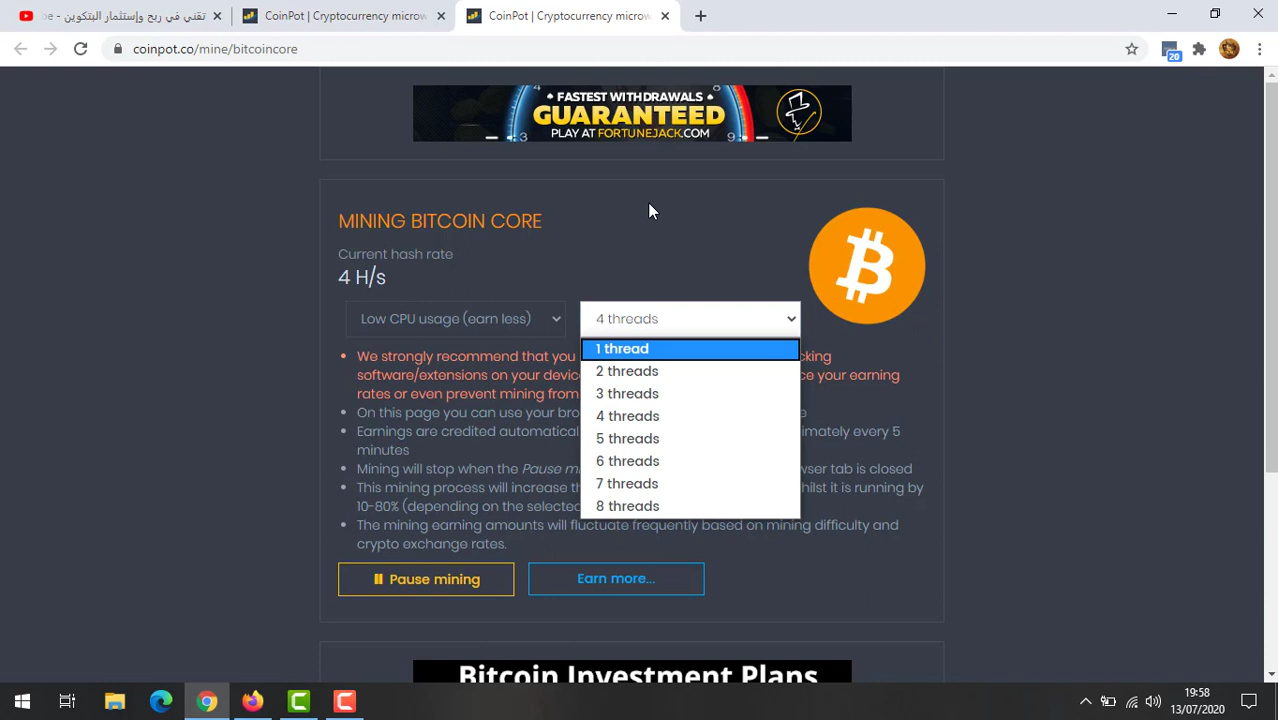 تقني في ربح وإستثمار البتكوين - be
CoinPot | Cryptocurrency microw
CoinPot | Cryptocurrency microw
coinpot.co/mine/bitcoincore
20
FASTEST WITHDRAWALS
GUARANTEED
PLAY AT FORTUNEJACK.COM
MINING BITCOIN CORE
Current hash rate
4 H/s
Low CPU usage (earn less)
4 threads
1 thread
2 threads
3 threads
4 threads
5 threads
6 threads
7 threads
8 threads
We strongly recommend that you
software/extensions on your devic ce your earning
rates or even prevent mining from
On this page you can use your bro
Earnings are credited automatical imately every 5
minutes
Mining will stop when the Pause mi wser tab is closed
This mining process will increase th hilst it is running by
10-80% (depending on the selected
The mining earning amounts will fluctuate frequently based on mining difficulty and
crypto exchange rates.
Pause mining
Earn more...
Bitcoin Investment Plans
19:58
13/07/2020